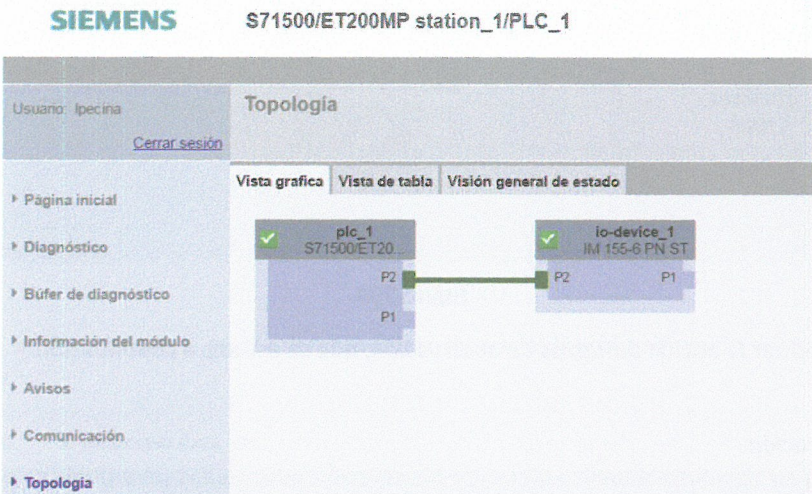 SIEMENS
S71500/ET200MP station_1/PLC_1
Usuario: lpecina
Cerrar sesión
Topología
Vista grafica
Vista de tabla
Visión general de estado
Página inicial
Diagnóstico
Búfer de diagnóstico
Información del módulo
Avisos
Comunicación
Topología
plc_1
S71500/ET20...
P2
P1
io-device_1
IM 155-6 PN ST
P2
P1